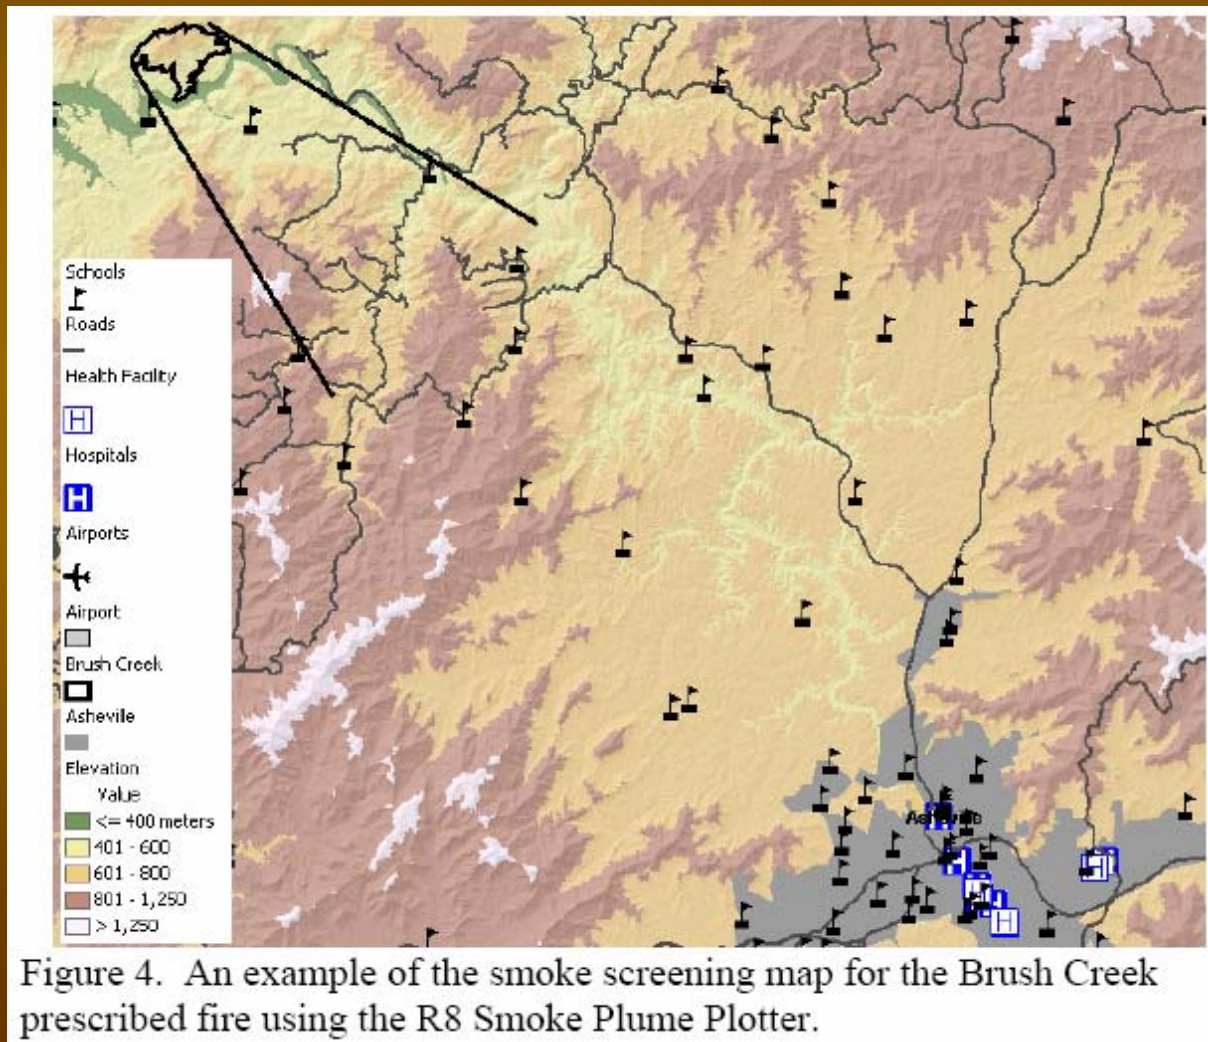 Schools
Roads
Health Facility
H
Hospitals
H
Airports
Airport
Brush Creek
Asheville
Elevation
Value
<= 400 meters
401 - 600
601 - 800
801 - 1,250
> 1,250
Asheville
H
H
H
Figure 4. An example of the smoke screening map for the Brush Creek
prescribed fire using the R8 Smoke Plume Plotter.